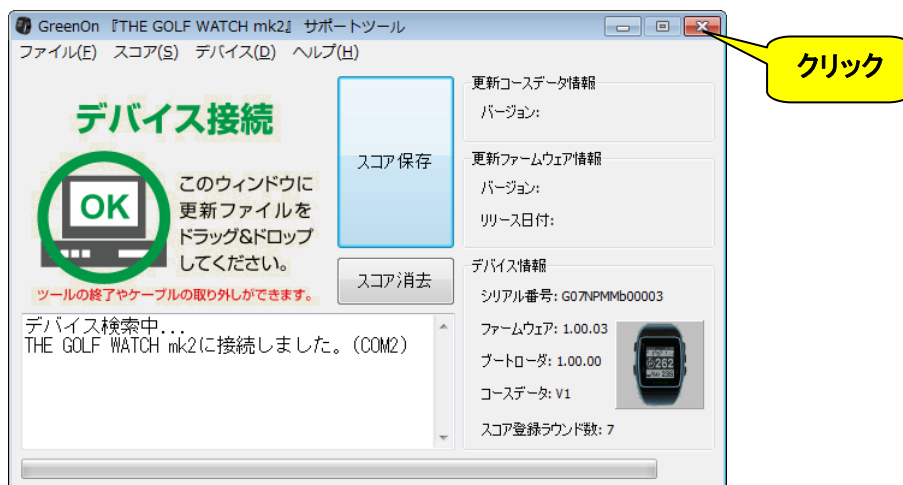 GreenOn 『THE GOLF WATCH mk2』 サポートツール
ファイル(F) スコア(S) デバイス(D) ヘルプ(H)
クリック
デバイス接続
OK
このウィンドウに
更新ファイルを
ドラッグ&ドロップ
してください。
ツールの終了やケーブルの取り外しができます。
スコア保存
スコア消去
更新コースデータ情報
バージョン:
更新ファームウェア情報
バージョン:
リリース日付:
デバイス情報
シリアル番号: G07NPMMb00003
ファームウェア: 1.00.03
ブートローダ: 1.00.00
コースデータ: V1
スコア登録ラウンド数: 7
262
デバイス検索中...
THE GOLF WATCH mk2に接続しました。(COM2)